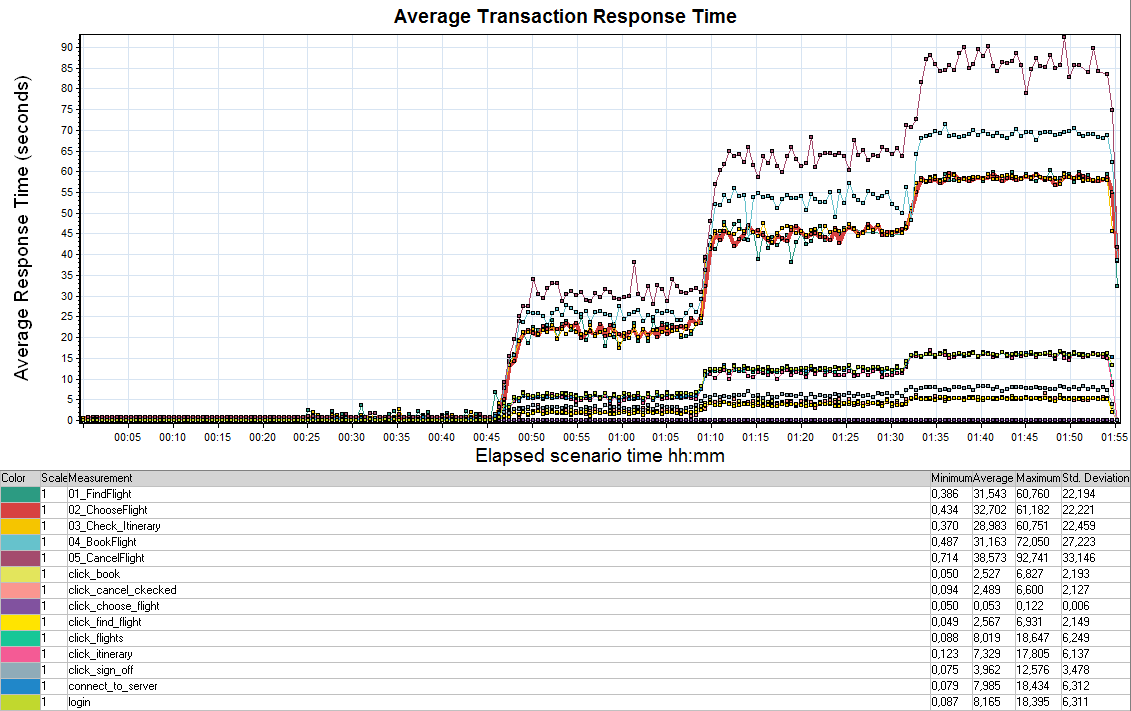 Average Transaction Response Time
Average Response Time (seconds)
90
85
80
75
70
65
60
55
50
45
40
35
30
25
20
15
10
5
0
00:05 00:10 00:15 00:20 00:25 00:30 00:35 00:40 00:45 00:50 00:55 01:00 01:05 01:10 01:15 01:20 01:25 01:30 01:35 01:40 01:45 01:50 01:55
Elapsed scenario time hh:mm
Color Scale Measurement Minimum Average Maximum Std. Deviation
1 01_FindFlight 0,386 31,543 60,760 22,194
1 02_ChooseFlight 0,434 32,702 61,182 22,221
1 03_Check_Itinerary 0,370 28,983 60,751 22,459
1 04_BookFlight 0,487 31,163 72,050 27,223
1 05_CancelFlight 0,714 38,573 92,741 33,146
1 click_book 0,050 2,527 6,827 2,193
1 click_cancel_ckecked 0,094 2,489 6,600 2,127
1 click_choose_flight 0,050 0,053 0,122 0,006
1 click_find_flight 0,049 2,567 6,931 2,149
1 click_flights 0,088 8,019 18,647 6,249
1 click_itinerary 0,123 7,329 17,805 6,137
1 click_sign_off 0,075 3,962 12,576 3,478
1 connect_to_server 0,079 7,985 18,434 6,312
1 login 0,087 8,165 18,395 6,311